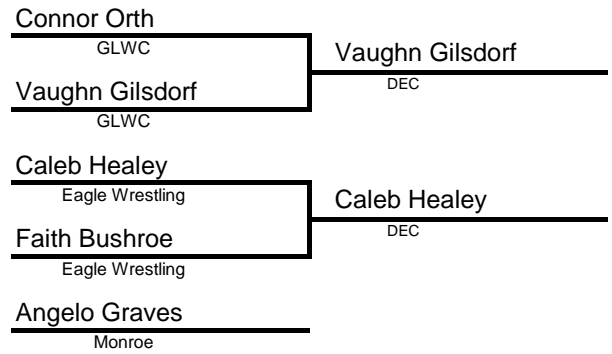 Connor Orth
GLWC
Vaughn Gilsdorf
DEC
Vaughn Gilsdorf
GLWC
Caleb Healey
Eagle Wrestling
Caleb Healey
DEC
Faith Bushroe
Eagle Wrestling
Angelo Graves
Monroe